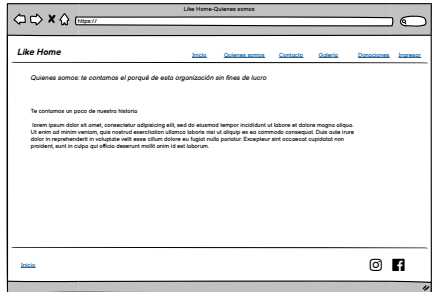 Like Home-Quienes somos
https://
Like Home
Inicio Quienes somos Contacto Galería Donaciones Ingresar
Quienes somos: te contamos el porqué de esta organización sin fines de lucro
Te contamos un poco de nuestra historia
lorem ipsum dolor sit amet, consectetur adipisicing elit, sed do eiusmod tempor incididunt ut labore et dolore magna aliqua.
Ut enim ad minim veniam, quis nostrud exercitation ullamco laboris nisi ut aliquip ex ea commodo consequat. Duis aute irure
dolor in reprehenderit in voluptate velit esse cillum dolore eu fugiat nulla pariatur. Excepteur sint occaecat cupidatat non
proident, sunt in culpa qui officia deserunt mollit anim id est laborum.
Inicio